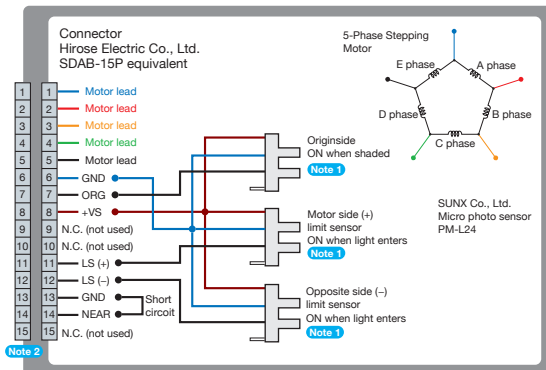 Connector
Hirose Electric Co., Ltd.
SDAB-15P equivalent
5-Phase Stepping
Motor
E phase
A phase
D phase
B phase
C phase
1 1 Motor lead
2 2 Motor lead
3 3 Motor lead
4 4 Motor lead
5 5 Motor lead
6 6 GND
7 7 ORG
8 8 +VS
9 9 N.C. (not used)
10 10 N.C. (not used)
11 11 LS (+)
12 12 LS (−)
13 13 GND
14 14 NEAR
15 15 N.C. (not used)
Short
circoit
Note 2
Originside
ON when shaded
Note 1
Motor side (+)
limit sensor
ON when light enters
Note 1
Opposite side (−)
limit sensor
ON when light enters
Note 1
SUNX Co., Ltd.
Micro photo sensor
PM-L24